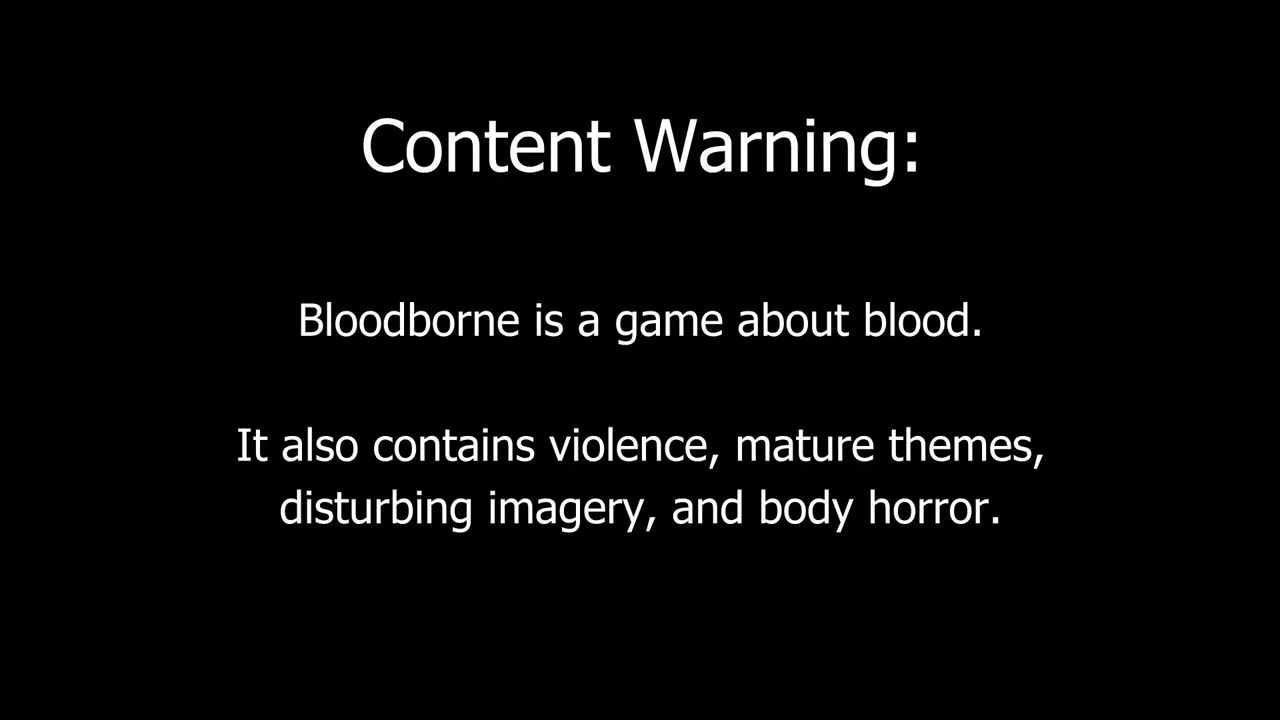 Content Warning:
Bloodborne is a game about blood.
It also contains violence, mature themes,
disturbing imagery, and body horror.